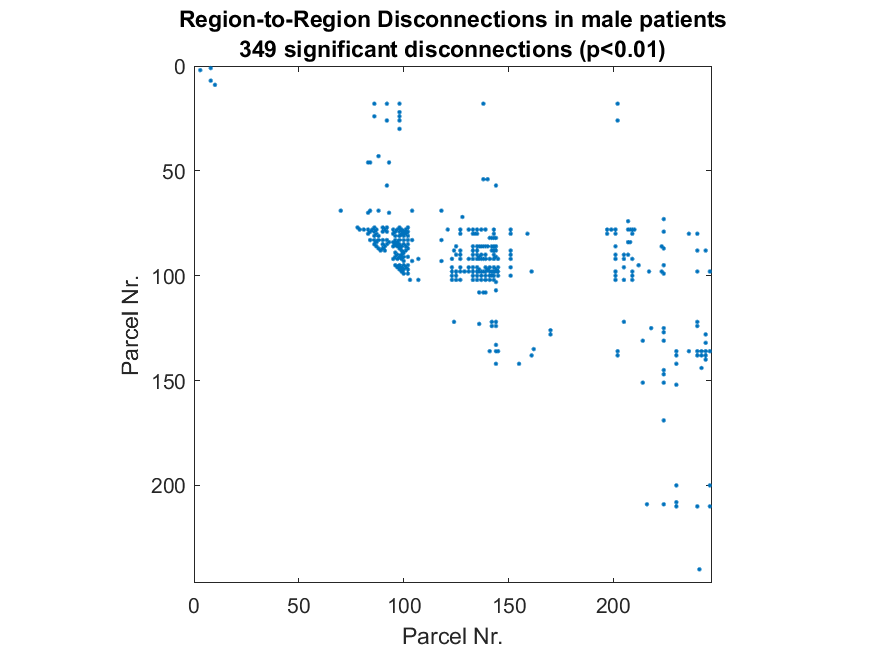 Region-to-Region Disconnections in male patients
349 significant disconnections (p<0.01)
0
50
100
150
200
Parcel Nr.
0 50 100 150 200
Parcel Nr.